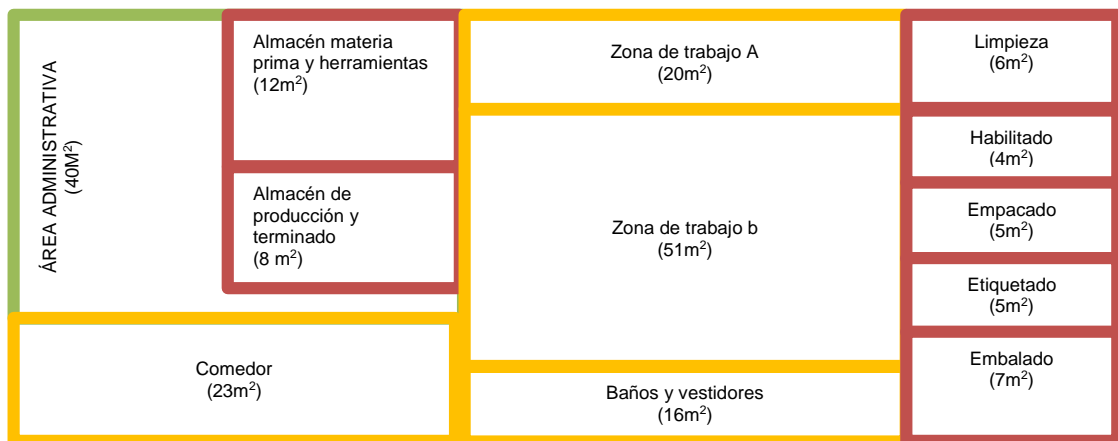 ÁREA ADMINISTRATIVA
(40M²)
Almacén materia
prima y herramientas
(12m²)
Almacén de
producción y
terminado
(8 m²)
Comedor
(23m²)
Zona de trabajo A
(20m²)
Zona de trabajo b
(51m²)
Baños y vestidores
(16m²)
Limpieza
(6m²)
Habilitado
(4m²)
Empacado
(5m²)
Etiquetado
(5m²)
Embalado
(7m²)